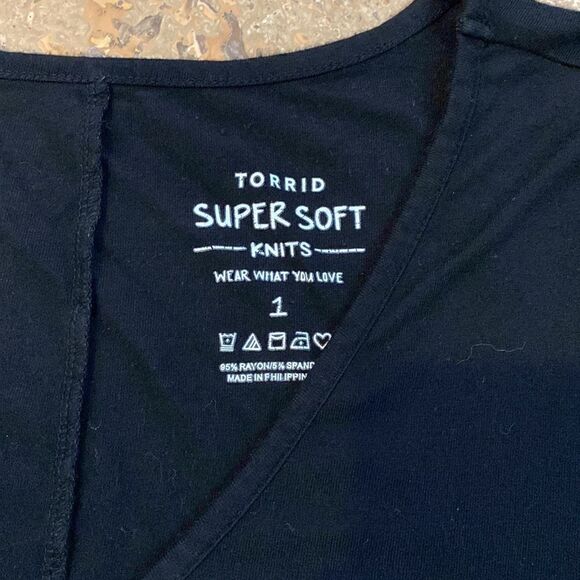 TORRID
SUPER SOFT
KNITS
WEAR WHAT YOU LOVE
1
95% RAYON/5% SPAND
MADE IN PHILIPPIN